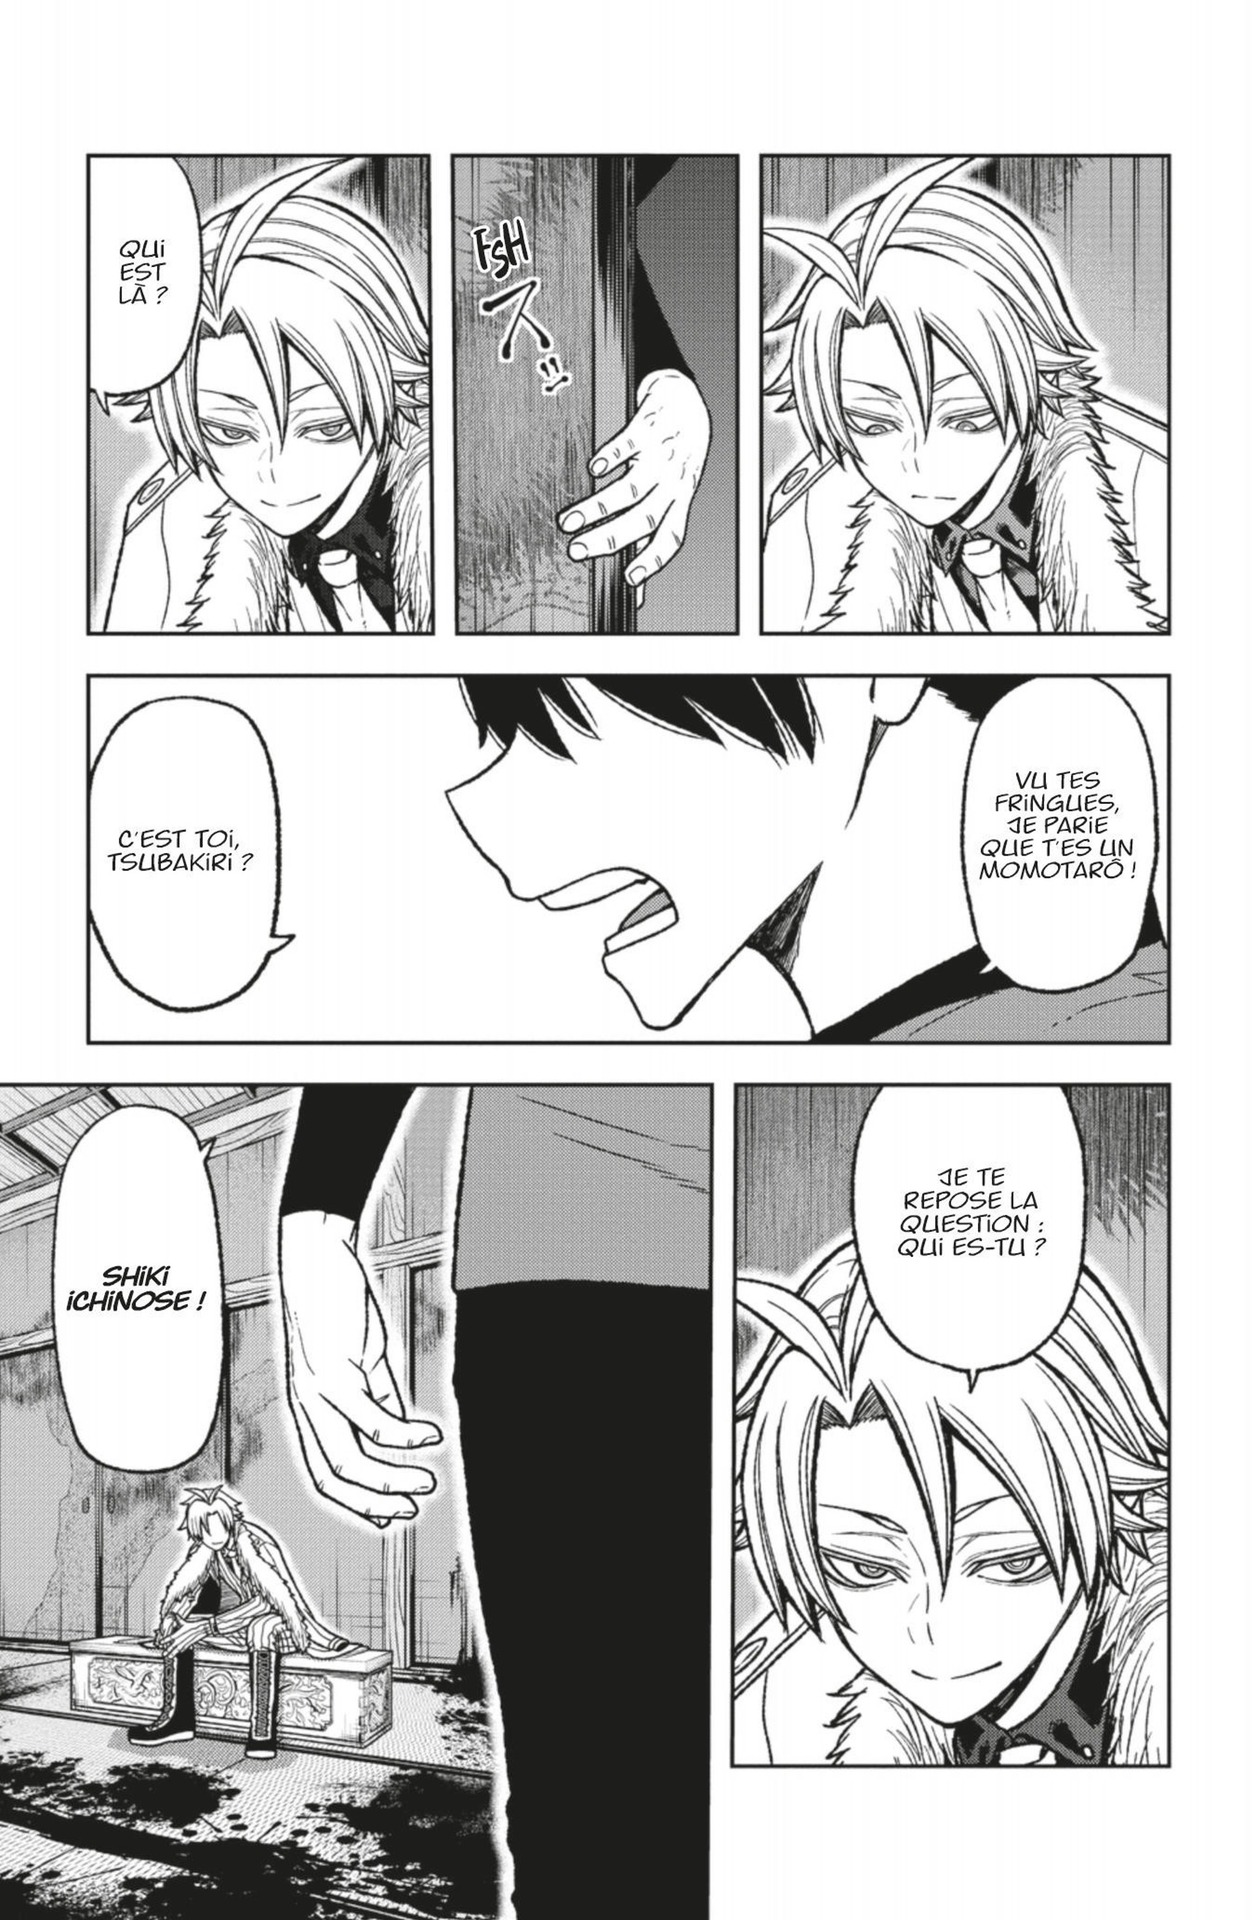 FSH
ス‼
QUI
EST
LÀ ?
VU TES
FRINGUES,
JE PARIE
QUE T'ES UN
MOMOTARÔ !
C'EST TOI,
TSUBAKIRI ?
JE TE
REPOSE LA
QUESTION :
QUI ES-TU ?
SHIKI
ICHINOSE !